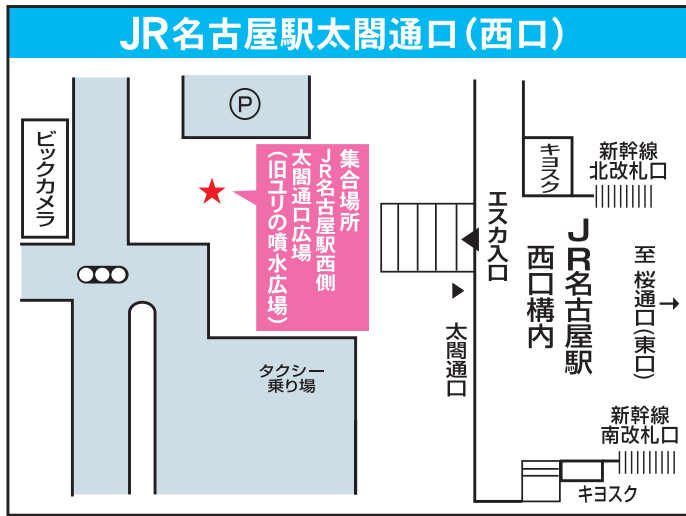 JR名古屋駅太閤通口(西口)
P
ビックカメラ
集合場所
JR名古屋駅西側
太閤通口広場
(旧ユリの噴水広場)
キヨスク
新幹線
北改札口
エスカ入口
JR名古屋駅
西口構内
至 桜通口(東口)
太閤通口
タクシー
乗り場
新幹線
南改札口
キヨスク